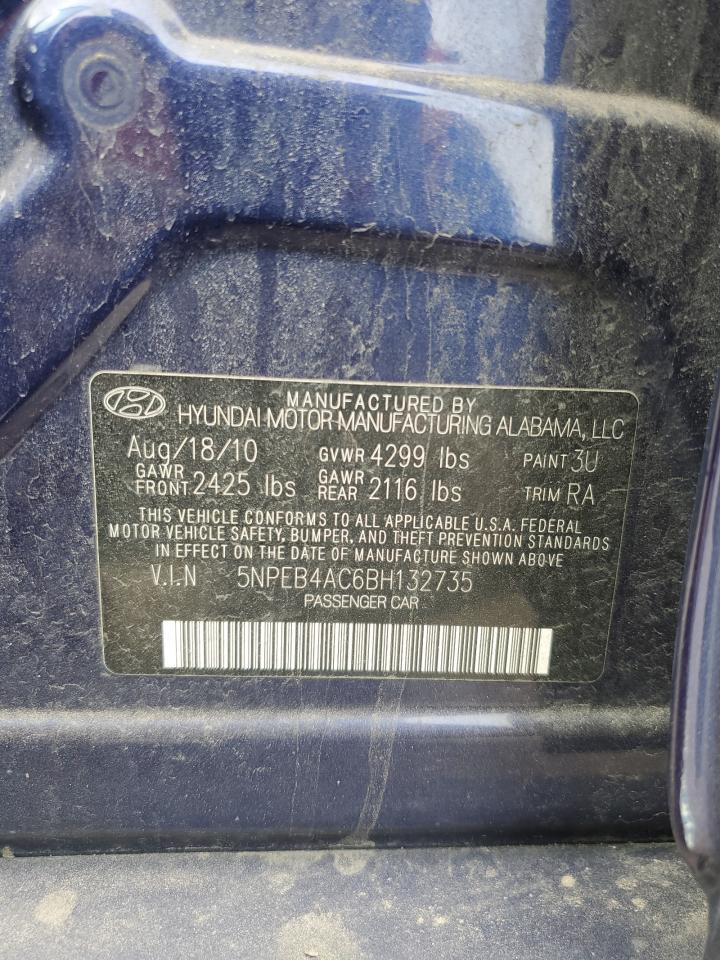 MANUFACTURED BY
HYUNDAI MOTOR MANUFACTURING ALABAMA, LLC
Aug/18/10 GVWR 4299 lbs PAINT 3U
GAWR FRONT 2425 lbs GAWR REAR 2116 lbs TRIM RA
THIS VEHICLE CONFORMS TO ALL APPLICABLE U.S.A. FEDERAL
MOTOR VEHICLE SAFETY, BUMPER, AND THEFT PREVENTION STANDARDS
IN EFFECT ON THE DATE OF MANUFACTURE SHOWN ABOVE
V.I.N 5NPEB4AC6BH132735
PASSENGER CAR